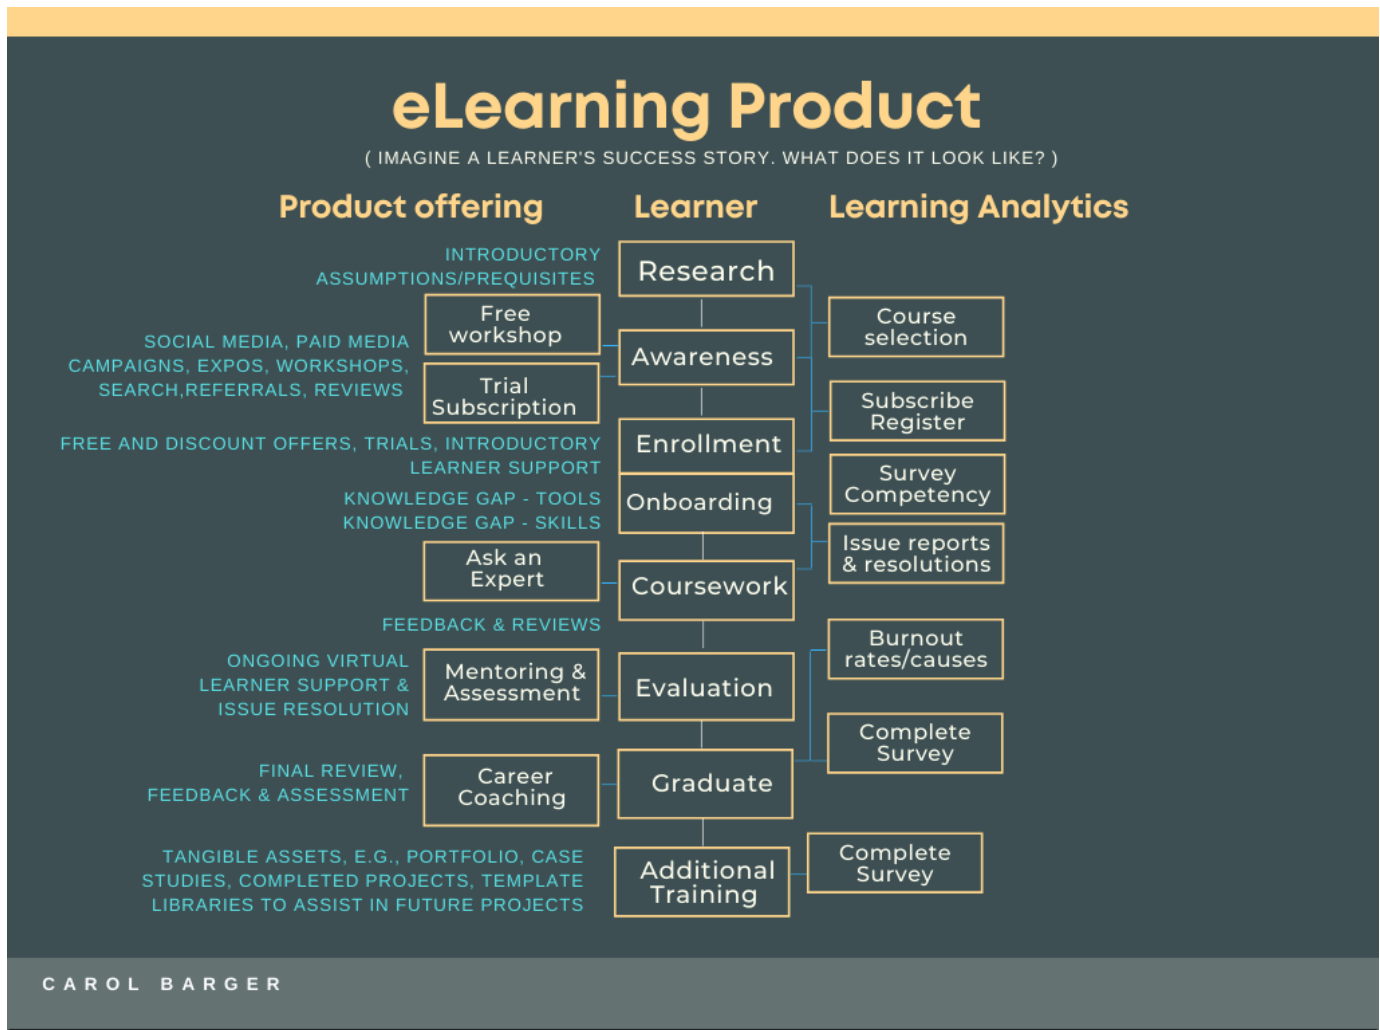 eLearning Product
( IMAGINE A LEARNER'S SUCCESS STORY. WHAT DOES IT LOOK LIKE? )
Product offering
Learner
Learning Analytics
INTRODUCTORY
ASSUMPTIONS/PREQUISITES
Research
Free
workshop
Course
selection
SOCIAL MEDIA, PAID MEDIA
CAMPAIGNS, EXPOS, WORKSHOPS,
SEARCH,REFERRALS, REVIEWS
Awareness
Trial
Subscription
Subscribe
Register
FREE AND DISCOUNT OFFERS, TRIALS, INTRODUCTORY
LEARNER SUPPORT
Enrollment
Survey
Competency
KNOWLEDGE GAP - TOOLS
KNOWLEDGE GAP - SKILLS
Onboarding
Issue reports
& resolutions
Ask an
Expert
Coursework
FEEDBACK & REVIEWS
Burnout
rates/causes
ONGOING VIRTUAL
LEARNER SUPPORT &
ISSUE RESOLUTION
Mentoring &
Assessment
Evaluation
Complete
Survey
FINAL REVIEW,
FEEDBACK & ASSESSMENT
Career
Coaching
Graduate
TANGIBLE ASSETS, E.G., PORTFOLIO, CASE
STUDIES, COMPLETED PROJECTS, TEMPLATE
LIBRARIES TO ASSIST IN FUTURE PROJECTS
Additional
Training
Complete
Survey
CAROL BARGER